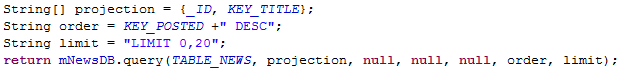 String[] projection = {_ID, KEY_TITLE};
String order = KEY_POSTED +" DESC";
String limit = "LIMIT 0,20";
return mNewsDB.query(TABLE_NEWS, projection, null, null, null, order, limit);